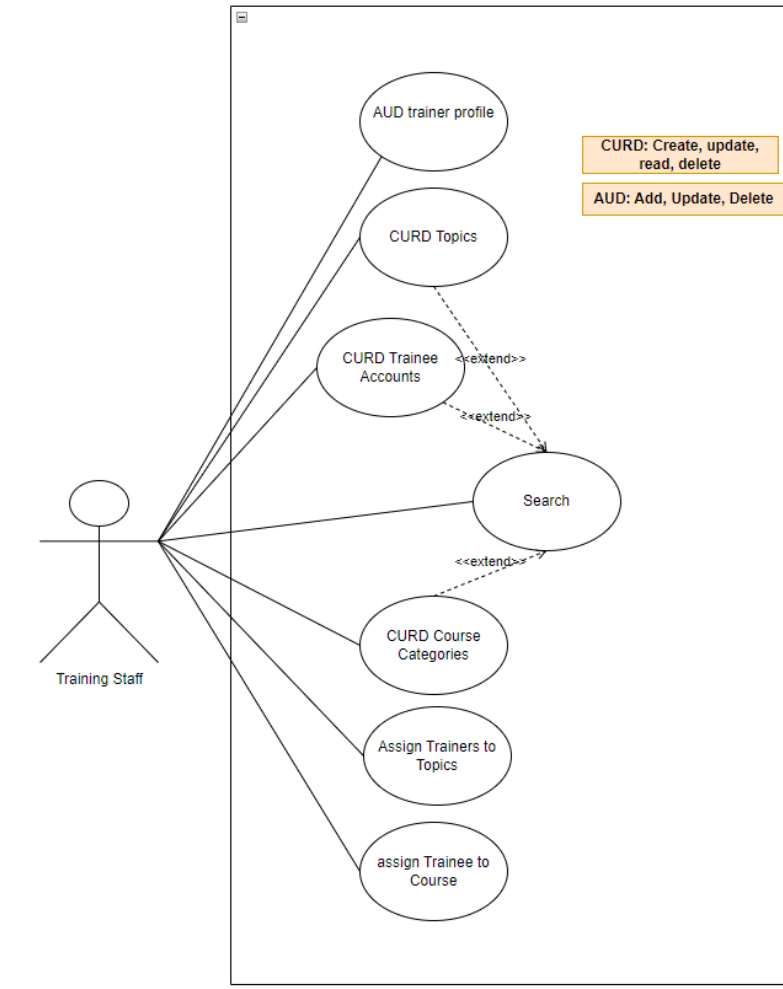 AUD trainer profile
CURD: Create, update,
read, delete
AUD: Add, Update, Delete
CURD Topics
CURD Trainee
Accounts
<<extend>>
<<extend>>
Search
<<extend>>
CURD Course
Categories
Training Staff
Assign Trainers to
Topics
assign Trainee to
Course